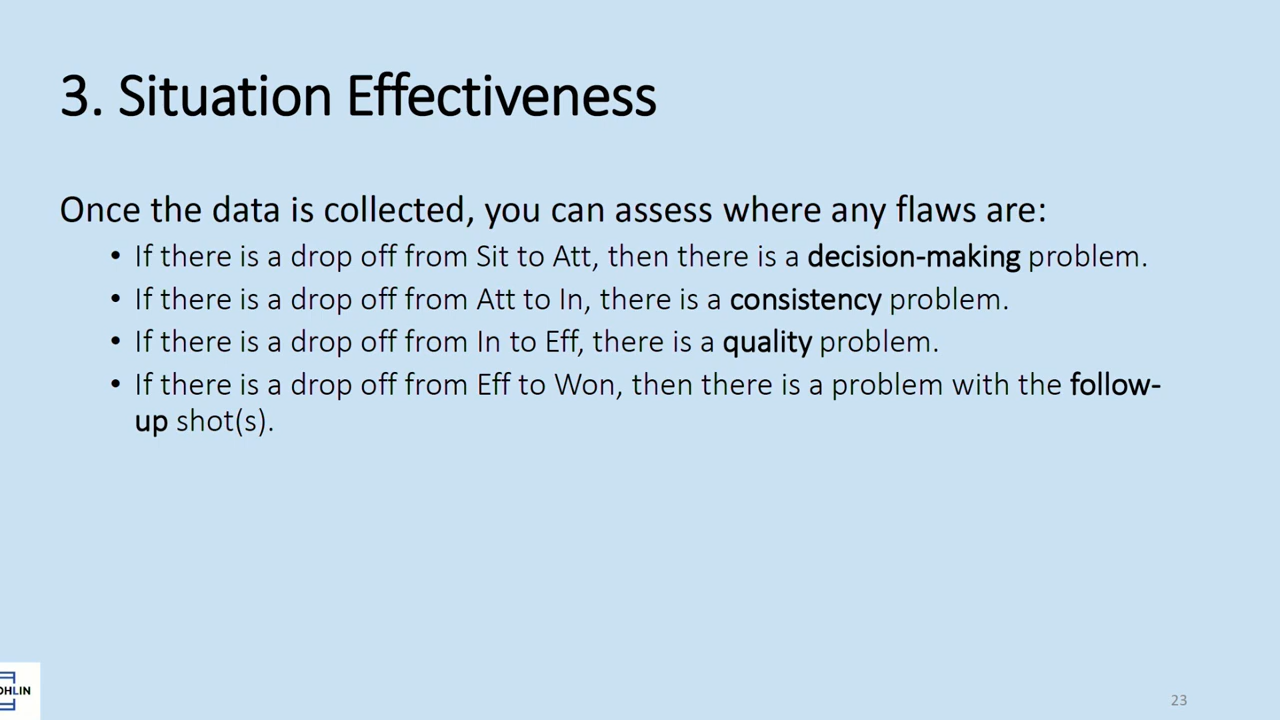 3. Situation Effectiveness
Once the data is collected, you can assess where any flaws are:
• If there is a drop off from Sit to Att, then there is a decision-making problem.
• If there is a drop off from Att to In, there is a consistency problem.
• If there is a drop off from In to Eff, there is a quality problem.
• If there is a drop off from Eff to Won, then there is a problem with the follow-
up shot(s).
OHLIN
23